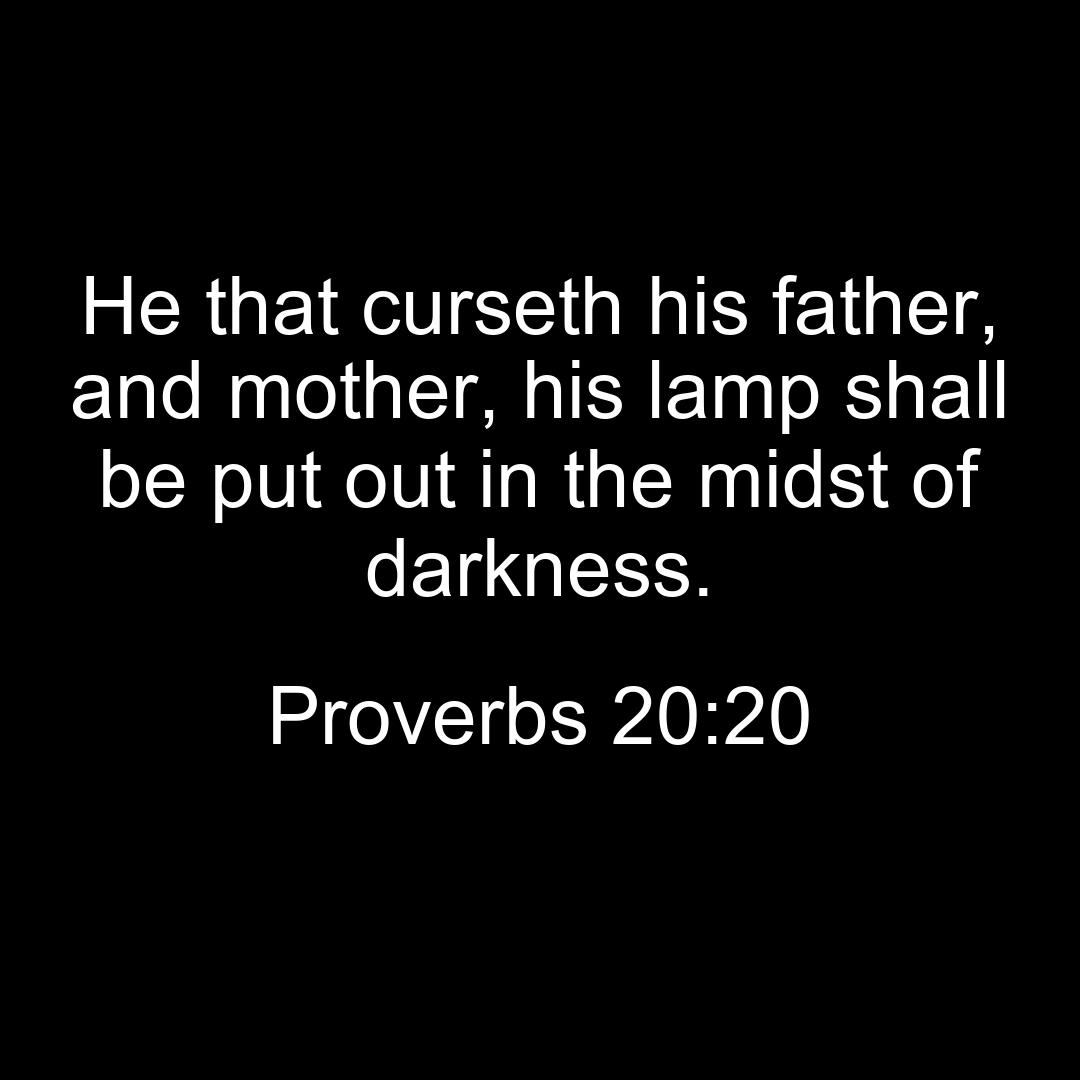 He that curseth his father,
and mother, his lamp shall
be put out in the midst of
darkness.
Proverbs 20:20